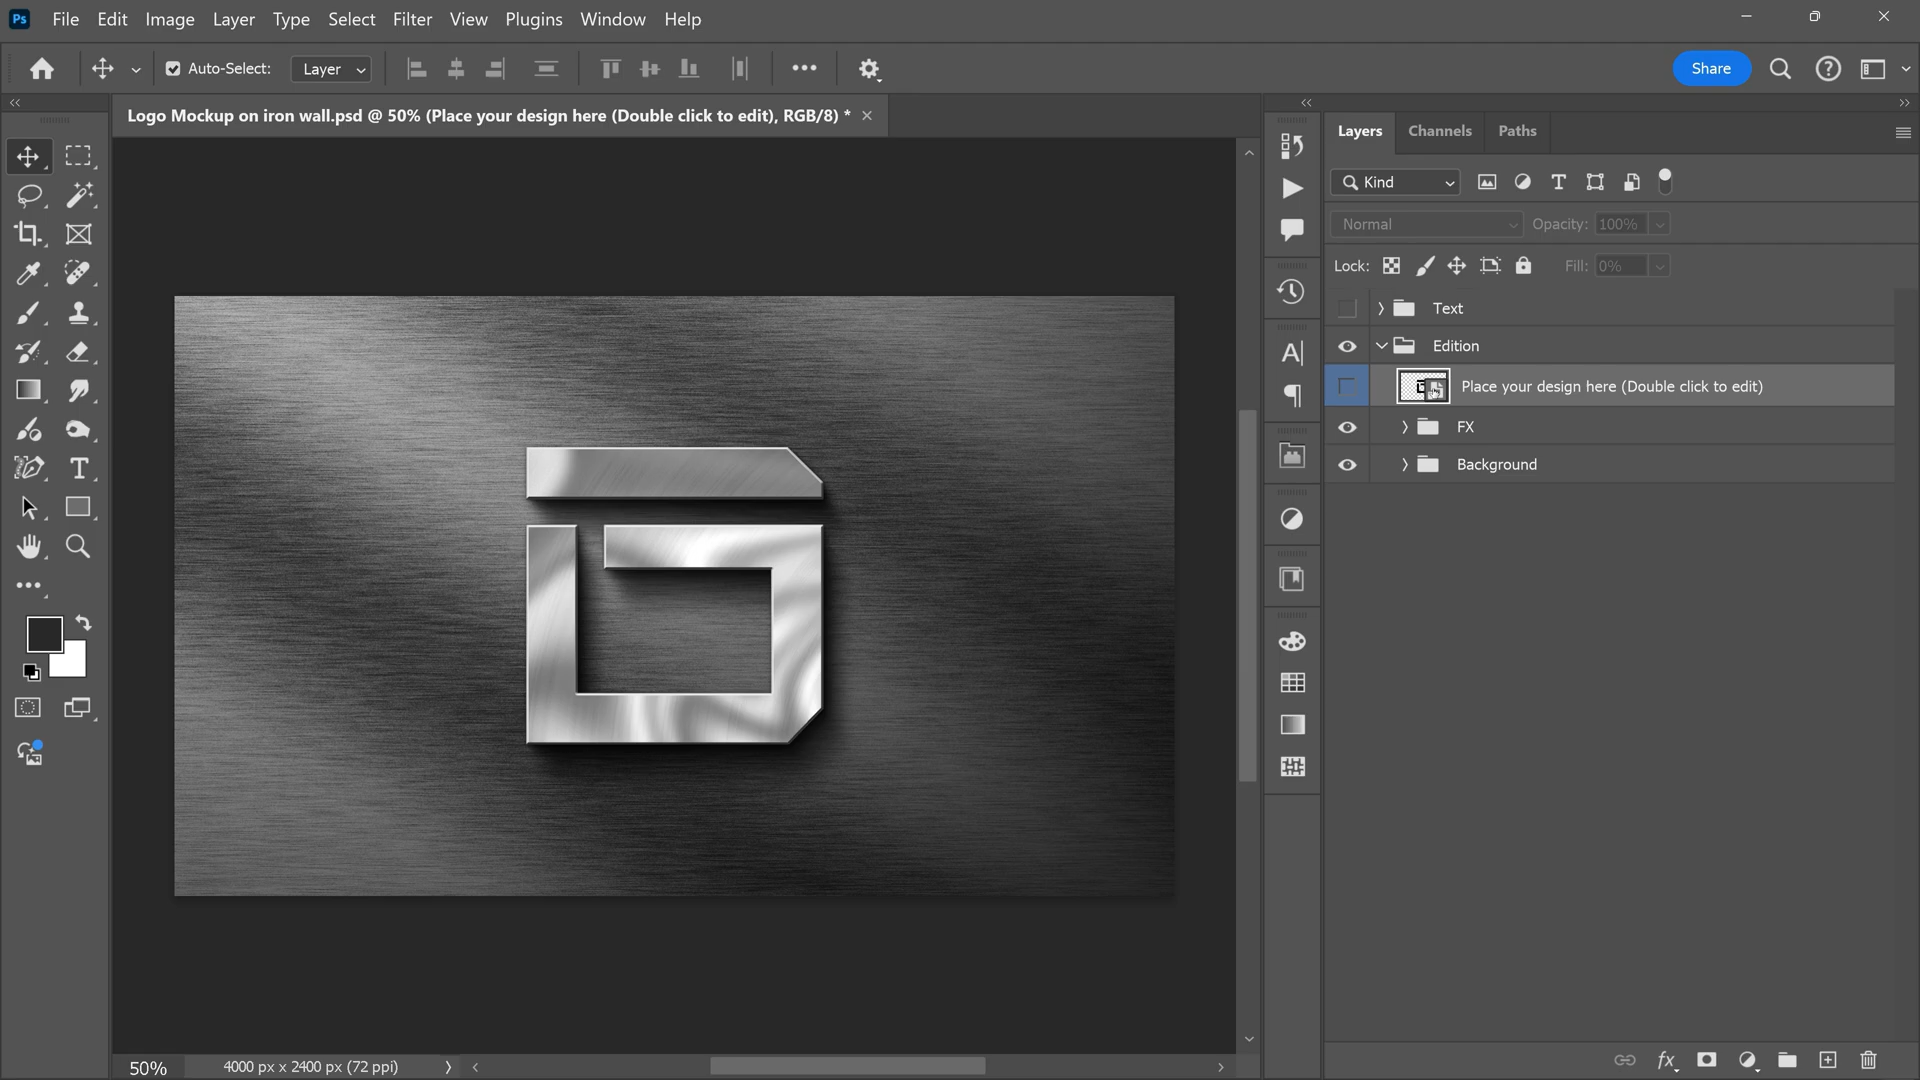 Ps File Edit Image Layer Type Select Filter View Plugins Window Help
Auto-Select: Layer Share
Logo Mockup on iron wall.psd @ 50% (Place your design here (Double click to edit), RGB/8) *
Layers Channels Paths
Kind
Normal Opacity: 100%
Lock: Fill: 0%
Text
Edition
Place your design here (Double click to edit)
FX
Background
50% 4000 px x 2400 px (72 ppi)
fx